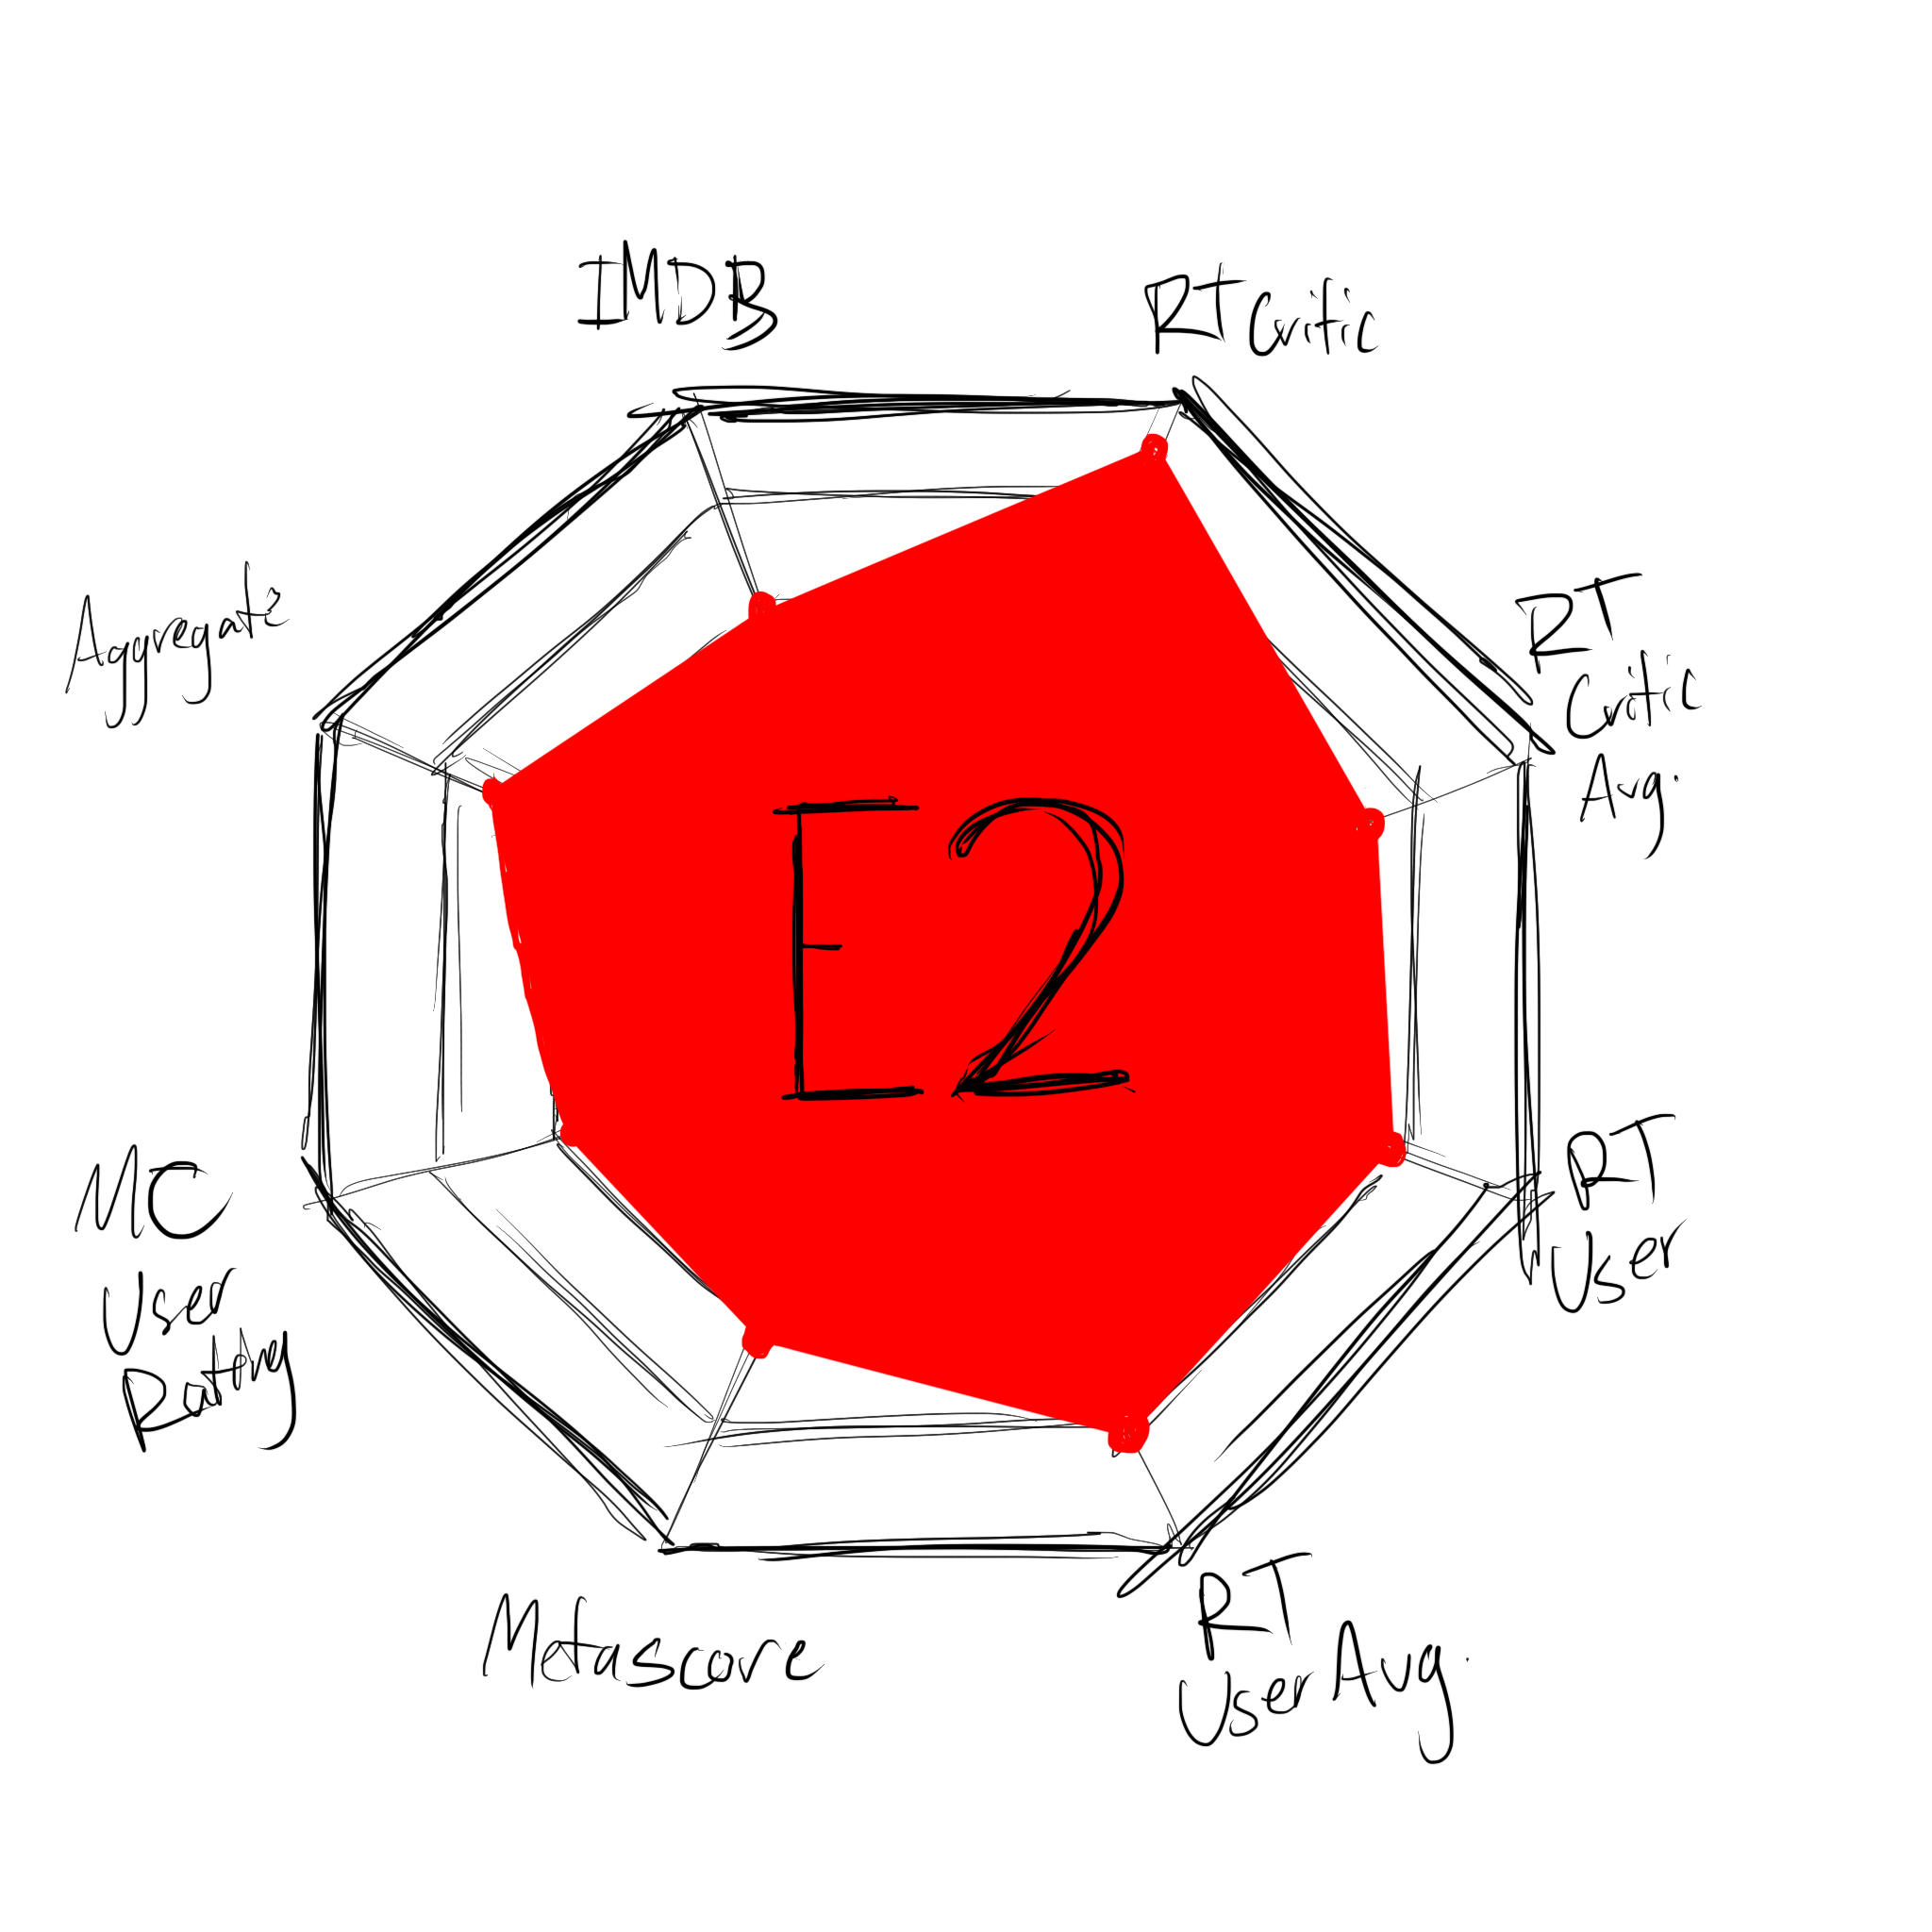 IMDB
RT Critic
Aggregate
RT
Critic
Avg.
E2
MC
User
Rating
RT
User
Metascore
RT
User Avg.